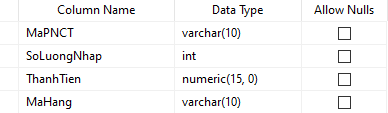 Column Name Data Type Allow Nulls
MaPNCT varchar(10)
SoLuongNhap int
ThanhTien numeric(15, 0)
MaHang varchar(10)